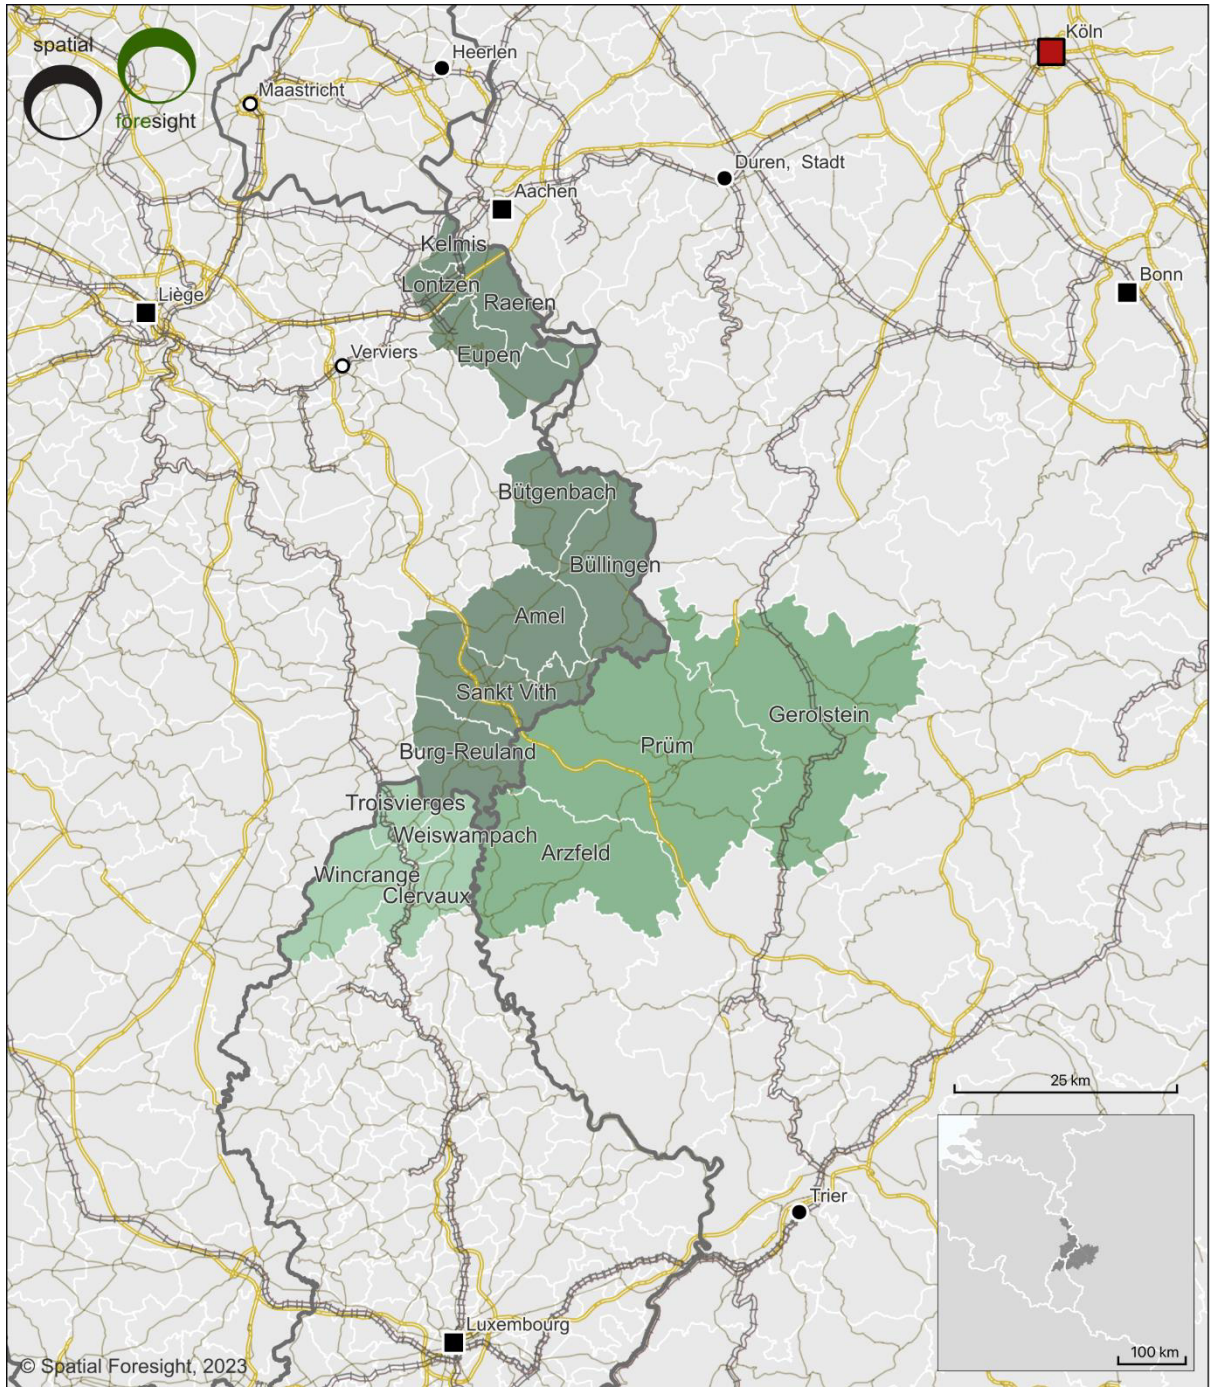 Köln
spatial
Heerlen
Maastricht
foresight
Duren, Stadt
Aachen
Kelmis
Bonn
Lontzen
Liège
Raeren
Verviers
Eupen
Bütgenbach
Büllingen
Amel
Sankt Vith
Gerolstein
Prüm
Burg-Reuland
Troisvierges
Weiswampach
Arzfeld
Wincrange
Clervaux
25 km
Trier
Luxembourg
100 km
© Spatial Foresight, 2023